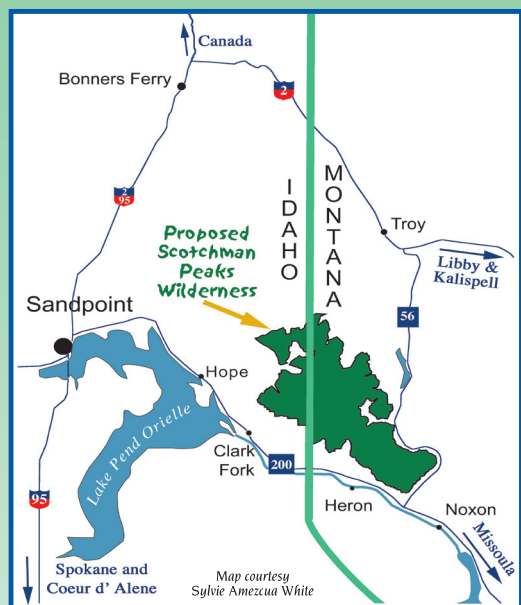 Canada
Bonners Ferry
2
2
95
IDAHO
MONTANA
Proposed
Scotchman
Peaks
Wilderness
Troy
Libby &
Kalispell
Sandpoint
56
Hope
Lake Pend Orielle
Clark
Fork
200
Heron
Noxon
95
Missoula
Spokane and
Coeur d' Alene
Map courtesy
Sylvie Amezcua White